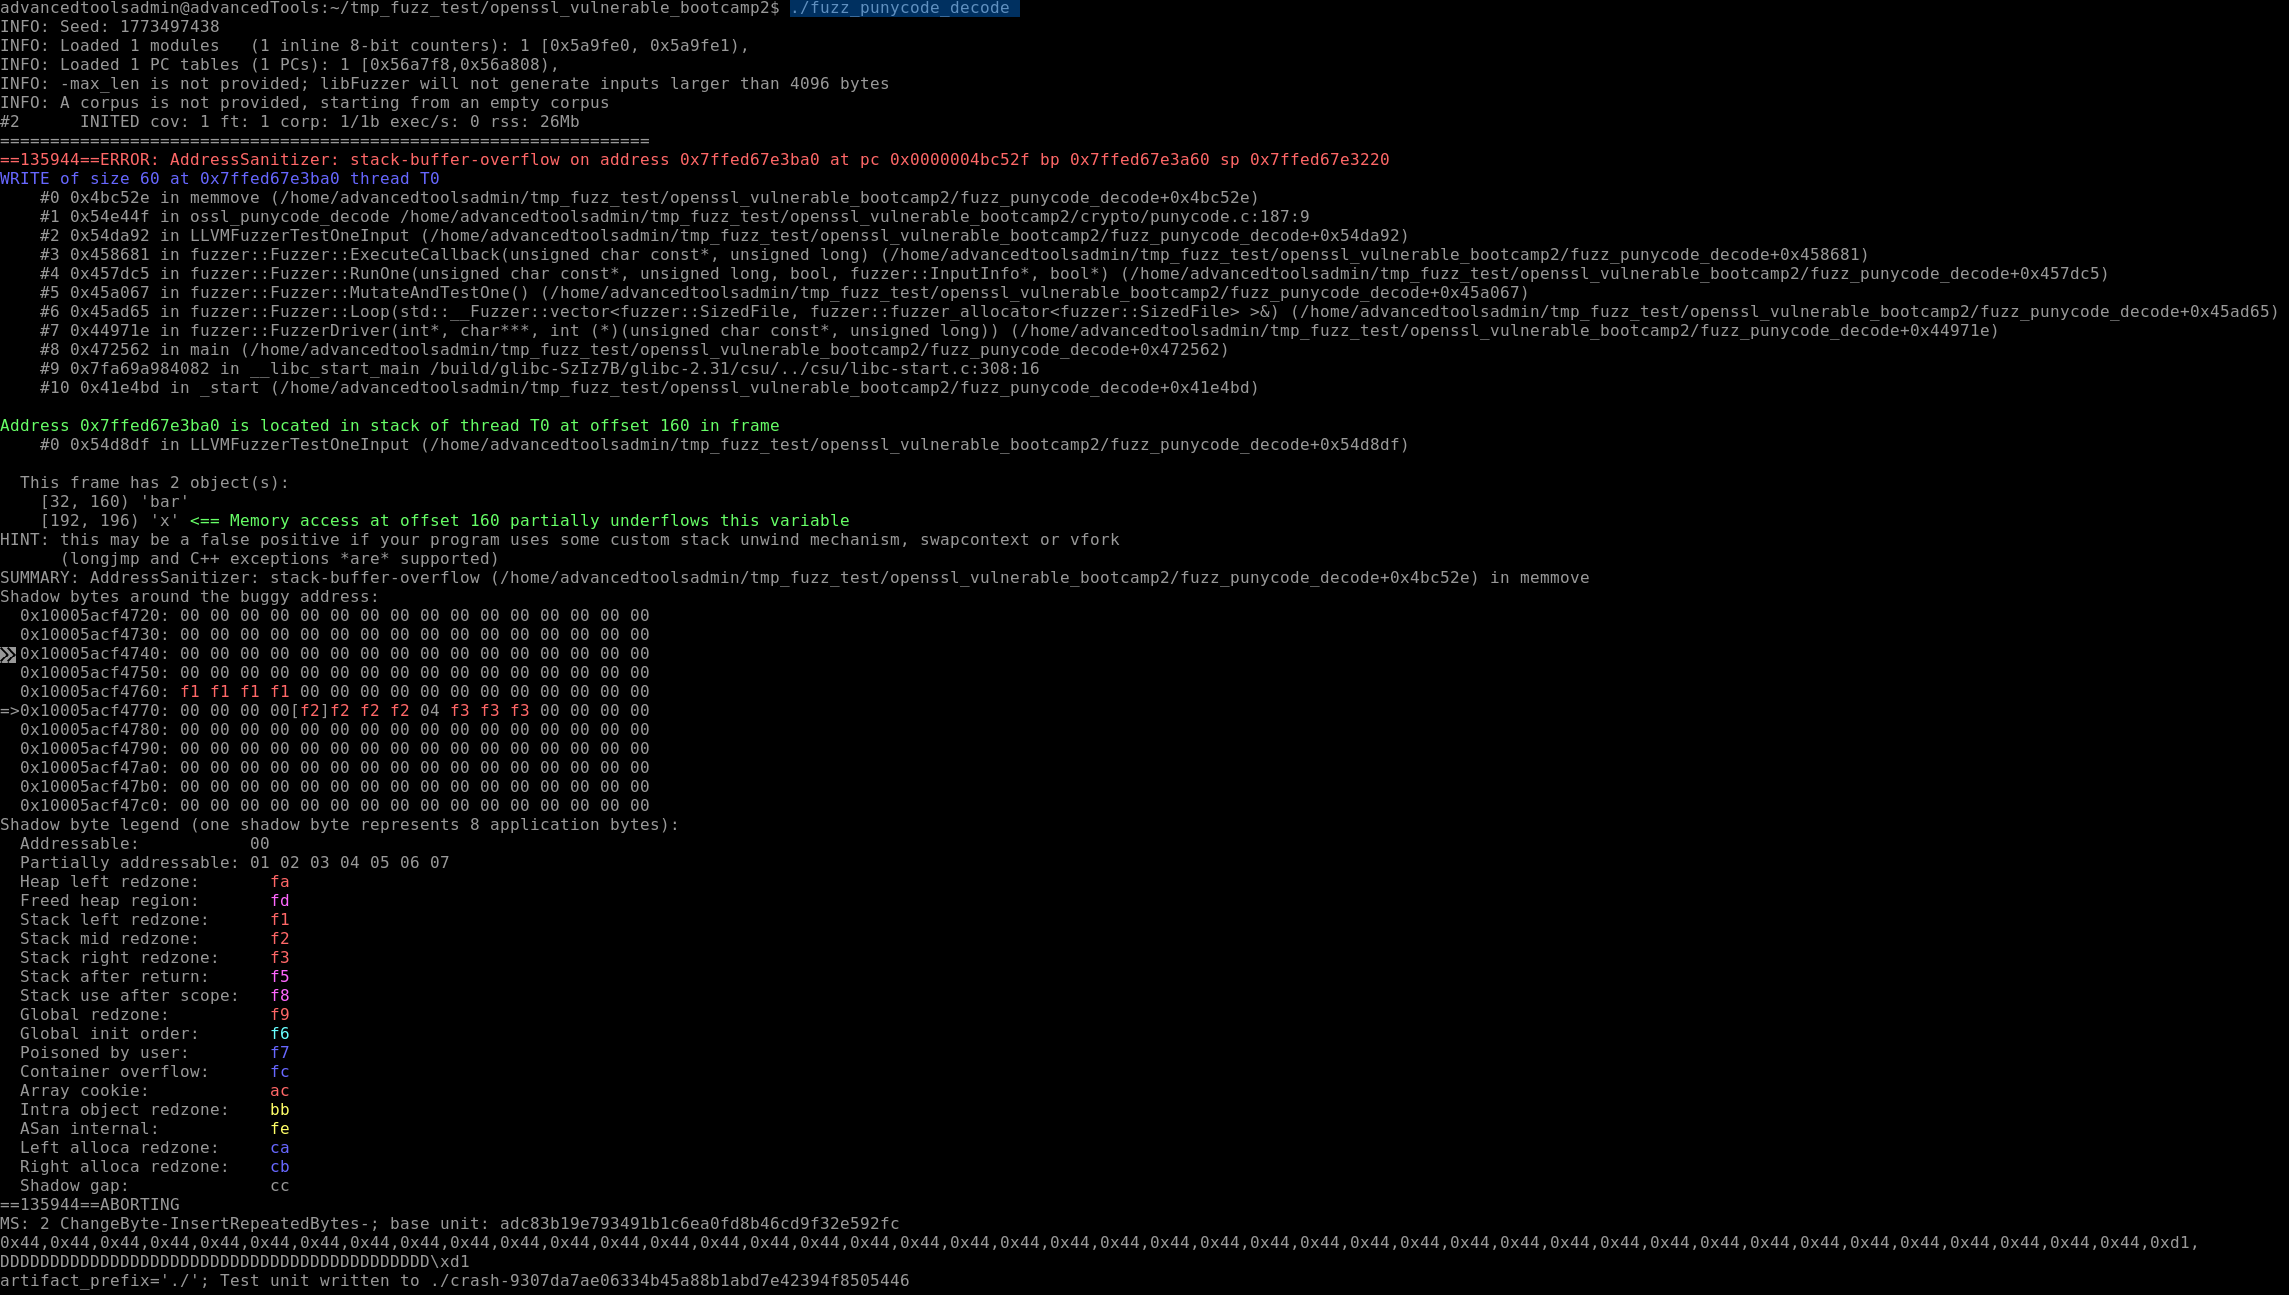 advancedtoolsadmin@advancedTools:~/tmp_fuzz_test/openssl_vulnerable_bootcamp2$ ./fuzz_punycode_decode
INFO: Seed: 1773497438
INFO: Loaded 1 modules   (1 inline 8-bit counters): 1 [0x5a9fe0, 0x5a9fe1),
INFO: Loaded 1 PC tables (1 PCs): 1 [0x56a7f8,0x56a808),
INFO: -max_len is not provided; libFuzzer will not generate inputs larger than 4096 bytes
INFO: A corpus is not provided, starting from an empty corpus
#2      INITED cov: 1 ft: 1 corp: 1/1b exec/s: 0 rss: 26Mb
=================================================================
==135944==ERROR: AddressSanitizer: stack-buffer-overflow on address 0x7ffed67e3ba0 at pc 0x0000004bc52f bp 0x7ffed67e3a60 sp 0x7ffed67e3220
WRITE of size 60 at 0x7ffed67e3ba0 thread T0
    #0 0x4bc52e in memmove (/home/advancedtoolsadmin/tmp_fuzz_test/openssl_vulnerable_bootcamp2/fuzz_punycode_decode+0x4bc52e)
    #1 0x54e44f in ossl_punycode_decode /home/advancedtoolsadmin/tmp_fuzz_test/openssl_vulnerable_bootcamp2/crypto/punycode.c:187:9
    #2 0x54da92 in LLVMFuzzerTestOneInput (/home/advancedtoolsadmin/tmp_fuzz_test/openssl_vulnerable_bootcamp2/fuzz_punycode_decode+0x54da92)
    #3 0x458681 in fuzzer::Fuzzer::ExecuteCallback(unsigned char const*, unsigned long) (/home/advancedtoolsadmin/tmp_fuzz_test/openssl_vulnerable_bootcamp2/fuzz_punycode_decode+0x458681)
    #4 0x457dc5 in fuzzer::Fuzzer::RunOne(unsigned char const*, unsigned long, bool, fuzzer::InputInfo*, bool*) (/home/advancedtoolsadmin/tmp_fuzz_test/openssl_vulnerable_bootcamp2/fuzz_punycode_decode+0x457dc5)
    #5 0x45a067 in fuzzer::Fuzzer::MutateAndTestOne() (/home/advancedtoolsadmin/tmp_fuzz_test/openssl_vulnerable_bootcamp2/fuzz_punycode_decode+0x45a067)
    #6 0x45ad65 in fuzzer::Fuzzer::Loop(std::__Fuzzer::vector<fuzzer::SizedFile, fuzzer::fuzzer_allocator<fuzzer::SizedFile> >&) (/home/advancedtoolsadmin/tmp_fuzz_test/openssl_vulnerable_bootcamp2/fuzz_punycode_decode+0x45ad65)
    #7 0x44971e in fuzzer::FuzzerDriver(int*, char***, int (*)(unsigned char const*, unsigned long)) (/home/advancedtoolsadmin/tmp_fuzz_test/openssl_vulnerable_bootcamp2/fuzz_punycode_decode+0x44971e)
    #8 0x472562 in main (/home/advancedtoolsadmin/tmp_fuzz_test/openssl_vulnerable_bootcamp2/fuzz_punycode_decode+0x472562)
    #9 0x7fa69a984082 in __libc_start_main /build/glibc-SzIz7B/glibc-2.31/csu/../csu/libc-start.c:308:16
    #10 0x41e4bd in _start (/home/advancedtoolsadmin/tmp_fuzz_test/openssl_vulnerable_bootcamp2/fuzz_punycode_decode+0x41e4bd)

Address 0x7ffed67e3ba0 is located in stack of thread T0 at offset 160 in frame
    #0 0x54d8df in LLVMFuzzerTestOneInput (/home/advancedtoolsadmin/tmp_fuzz_test/openssl_vulnerable_bootcamp2/fuzz_punycode_decode+0x54d8df)

  This frame has 2 object(s):
    [32, 160) 'bar'
    [192, 196) 'x' <== Memory access at offset 160 partially underflows this variable
HINT: this may be a false positive if your program uses some custom stack unwind mechanism, swapcontext or vfork
      (longjmp and C++ exceptions *are* supported)
SUMMARY: AddressSanitizer: stack-buffer-overflow (/home/advancedtoolsadmin/tmp_fuzz_test/openssl_vulnerable_bootcamp2/fuzz_punycode_decode+0x4bc52e) in memmove
Shadow bytes around the buggy address:
  0x10005acf4720: 00 00 00 00 00 00 00 00 00 00 00 00 00 00 00 00
  0x10005acf4730: 00 00 00 00 00 00 00 00 00 00 00 00 00 00 00 00
  0x10005acf4740: 00 00 00 00 00 00 00 00 00 00 00 00 00 00 00 00
  0x10005acf4750: 00 00 00 00 00 00 00 00 00 00 00 00 00 00 00 00
  0x10005acf4760: f1 f1 f1 f1 00 00 00 00 00 00 00 00 00 00 00 00
=>0x10005acf4770: 00 00 00 00[f2]f2 f2 f2 04 f3 f3 f3 00 00 00 00
  0x10005acf4780: 00 00 00 00 00 00 00 00 00 00 00 00 00 00 00 00
  0x10005acf4790: 00 00 00 00 00 00 00 00 00 00 00 00 00 00 00 00
  0x10005acf47a0: 00 00 00 00 00 00 00 00 00 00 00 00 00 00 00 00
  0x10005acf47b0: 00 00 00 00 00 00 00 00 00 00 00 00 00 00 00 00
  0x10005acf47c0: 00 00 00 00 00 00 00 00 00 00 00 00 00 00 00 00
Shadow byte legend (one shadow byte represents 8 application bytes):
  Addressable:           00
  Partially addressable: 01 02 03 04 05 06 07
  Heap left redzone:       fa
  Freed heap region:       fd
  Stack left redzone:      f1
  Stack mid redzone:       f2
  Stack right redzone:     f3
  Stack after return:      f5
  Stack use after scope:   f8
  Global redzone:          f9
  Global init order:       f6
  Poisoned by user:        f7
  Container overflow:      fc
  Array cookie:            ac
  Intra object redzone:    bb
  ASan internal:           fe
  Left alloca redzone:     ca
  Right alloca redzone:    cb
  Shadow gap:              cc
==135944==ABORTING
MS: 2 ChangeByte-InsertRepeatedBytes-; base unit: adc83b19e793491b1c6ea0fd8b46cd9f32e592fc
0x44,0x44,0x44,0x44,0x44,0x44,0x44,0x44,0x44,0x44,0x44,0x44,0x44,0x44,0x44,0x44,0x44,0x44,0x44,0x44,0x44,0x44,0x44,0x44,0x44,0x44,0x44,0x44,0x44,0x44,0x44,0x44,0x44,0x44,0x44,0x44,0x44,0x44,0x44,0x44,0x44,0x44,0x44,0xd1,
DDDDDDDDDDDDDDDDDDDDDDDDDDDDDDDDDDDDDDDDDDD\xd1
artifact_prefix='./'; Test unit written to ./crash-9307da7ae06334b45a88b1abd7e42394f8505446